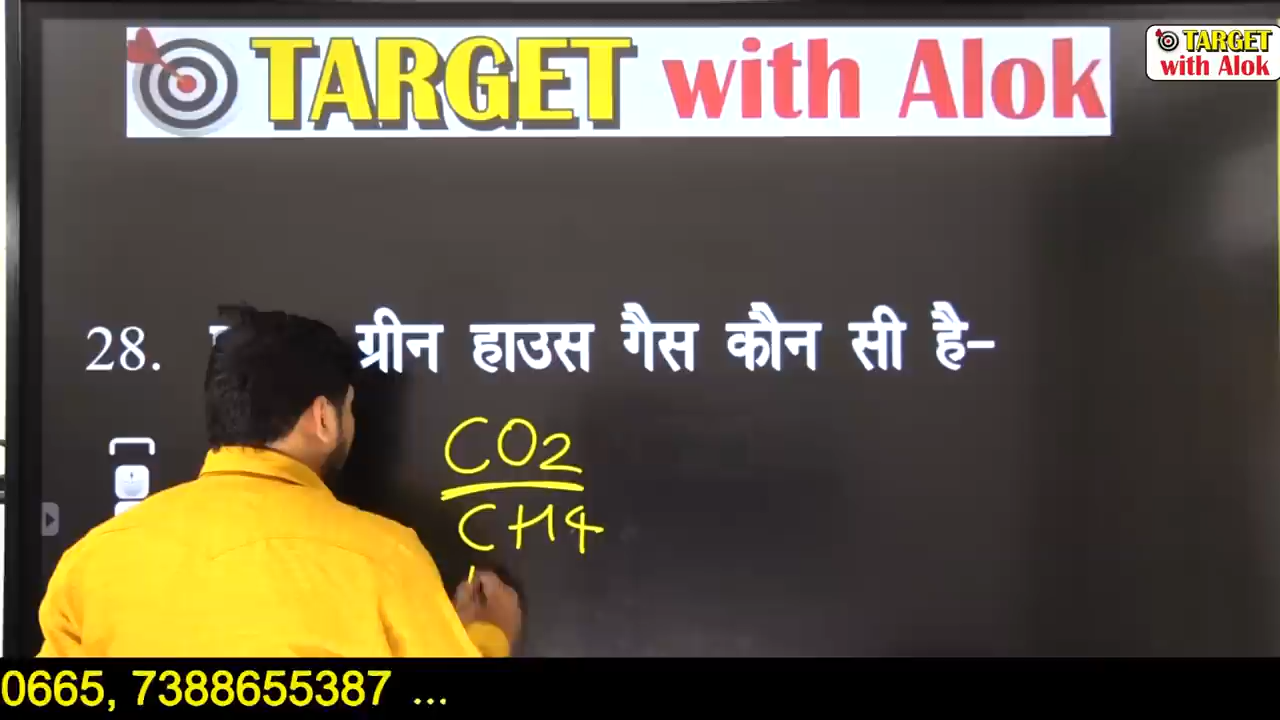 TARGET with Alok
TARGET
with Alok
28. ग्रीन हाउस गैस कौन सी है-
CO2
CH4
0665, 7388655387 ...